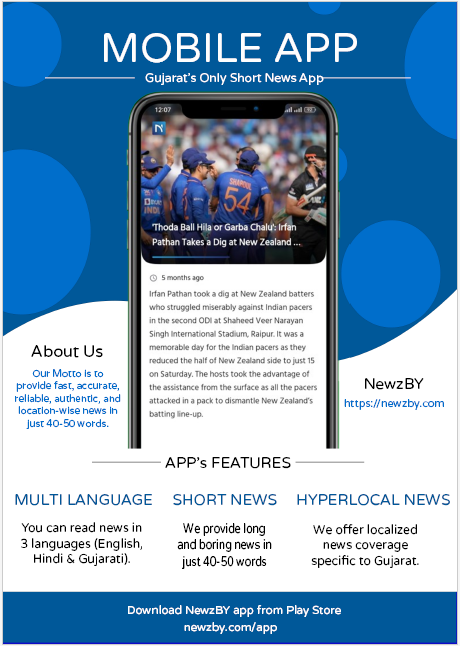 MOBILE APP
Gujarat's Only Short News App
12:07
N
SHARDUL
54
'Thoda Ball Hila or Garba Chalu': Irfan
Pathan Takes a Dig at New Zealand ...
5 months ago
Irfan Pathan took a dig at New Zealand batters
who struggled miserably against Indian pacers
in the second ODI at Shaheed Veer Narayan
Singh International Stadium, Raipur. It was a
memorable day for the Indian pacers as they
reduced the half of New Zealand side to just 15
on Saturday. The hosts took the advantage of
the assistance from the surface as all the pacers
attacked in a pack to dismantle New Zealand's
batting line-up.
About Us
Our Motto is to
provide fast, accurate,
reliable, authentic, and
location-wise news in
just 40-50 words.
NewzBY
https://newzby.com
APP's FEATURES
MULTI LANGUAGE
You can read news in
3 languages (English,
Hindi & Gujarati).
SHORT NEWS
We provide long
and boring news in
just 40-50 words
HYPERLOCAL NEWS
We offer localized
news coverage
specific to Gujarat.
Download NewzBY app from Play Store
newzby.com/app